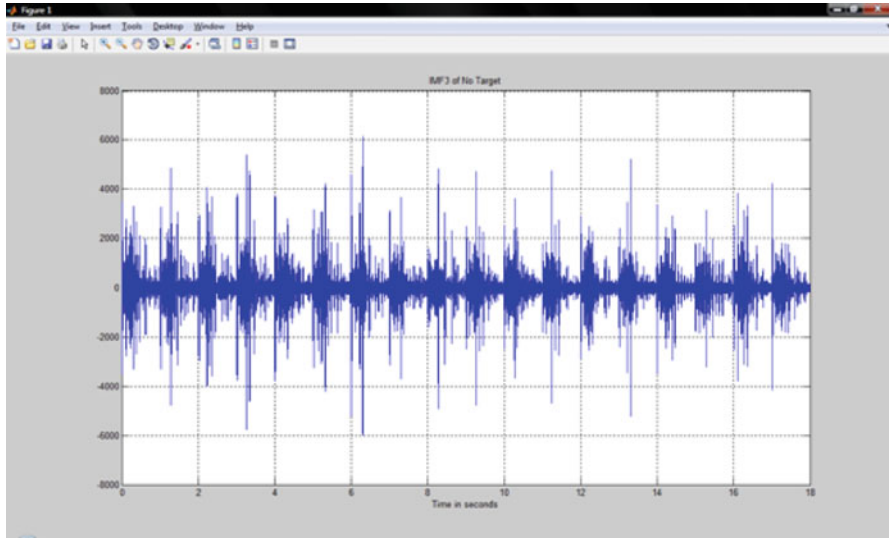 Figure 1
File Edit View Insert Tools Desktop Window Help
IMF3 of No Target
8000
6000
4000
2000
0
-2000
-4000
-6000
-8000
0 2 4 6 8 10 12 14 16 18
Time in seconds